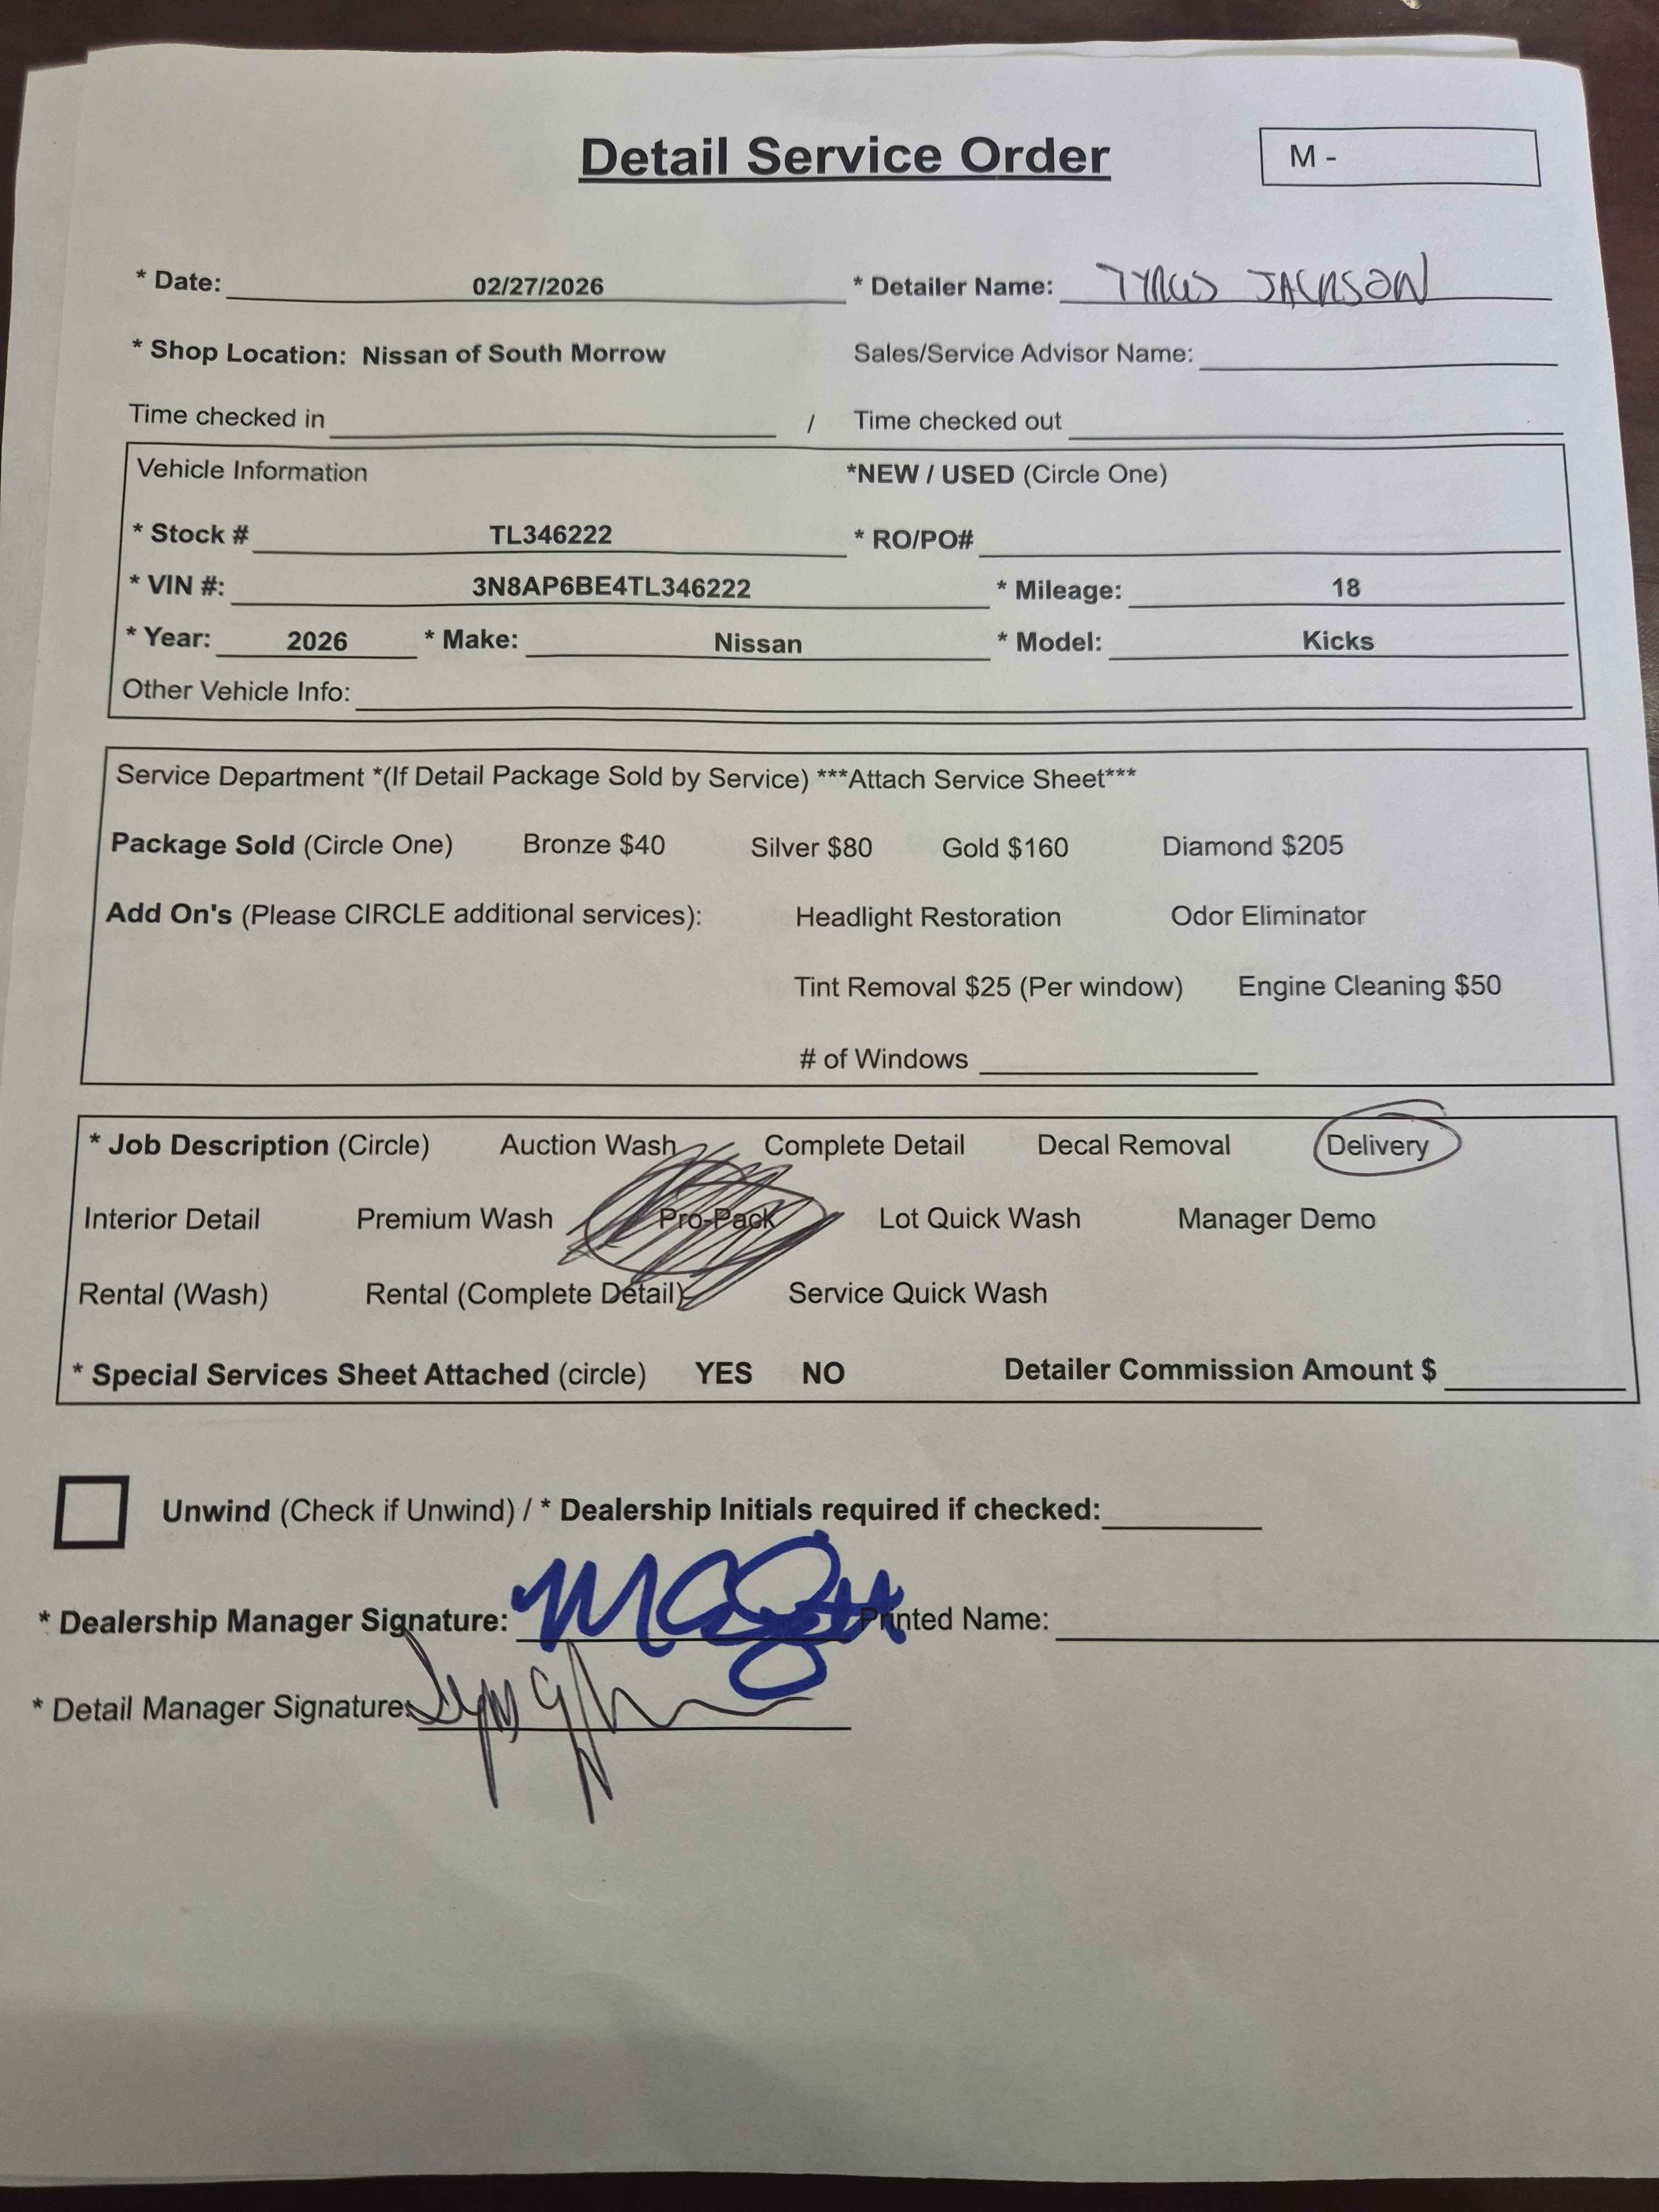 Detail Service Order
M -
* Date: 02/27/2026 * Detailer Name: TYRUS JACKSON
* Shop Location: Nissan of South Morrow Sales/Service Advisor Name:
Time checked in / Time checked out
Vehicle Information *NEW / USED (Circle One)
* Stock # TL346222 * RO/PO#
* VIN #: 3N8AP6BE4TL346222 * Mileage: 18
* Year: 2026 * Make: Nissan * Model: Kicks
Other Vehicle Info:
Service Department *(If Detail Package Sold by Service) ***Attach Service Sheet***
Package Sold (Circle One) Bronze $40 Silver $80 Gold $160 Diamond $205
Add On's (Please CIRCLE additional services): Headlight Restoration Odor Eliminator
Tint Removal $25 (Per window) Engine Cleaning $50
# of Windows
* Job Description (Circle) Auction Wash Complete Detail Decal Removal Delivery
Interior Detail Premium Wash Pro-Pack Lot Quick Wash Manager Demo
Rental (Wash) Rental (Complete Detail) Service Quick Wash
* Special Services Sheet Attached (circle) YES NO Detailer Commission Amount $
Unwind (Check if Unwind) / * Dealership Initials required if checked:
* Dealership Manager Signature: Printed Name:
* Detail Manager Signature: